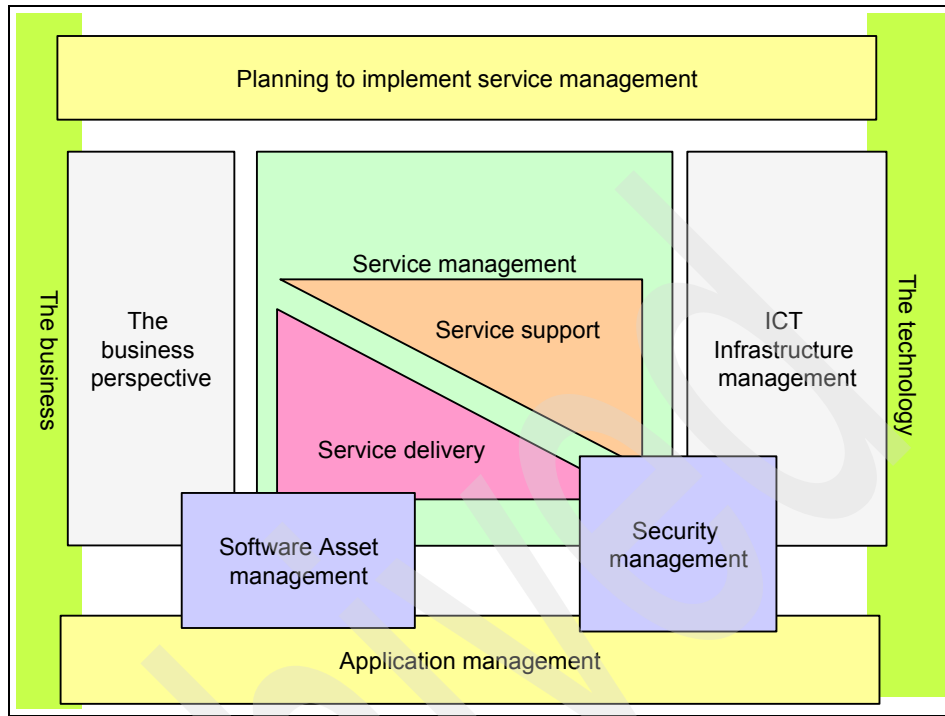 Planning to implement service management
Service management
The business
The
business
perspective
Service support
ICT
Infrastructure
management
The technology
Service delivery
Software Asset
management
Security
management
Application management